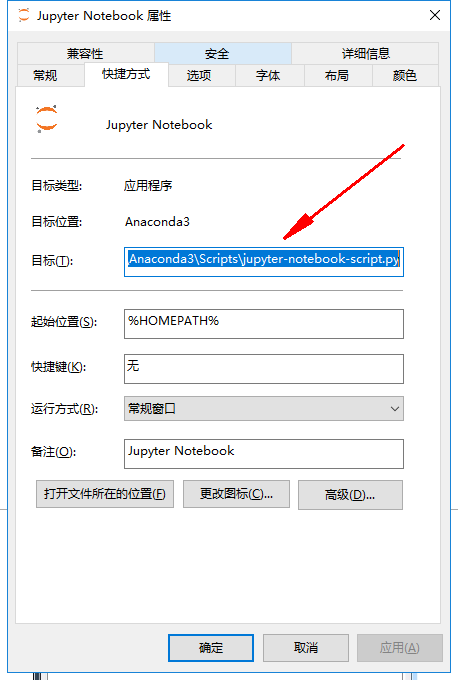 Jupyter Notebook 属性
兼容性 安全 详细信息
常规 快捷方式 选项 字体 布局 颜色
Jupyter Notebook
目标类型: 应用程序
目标位置: Anaconda3
目标(T): Anaconda3\Scripts\jupyter-notebook-script.py
起始位置(S): %HOMEPATH%
快捷键(K): 无
运行方式(R): 常规窗口
备注(O): Jupyter Notebook
打开文件所在的位置(F) 更改图标(C)... 高级(D)...
确定 取消 应用(A)